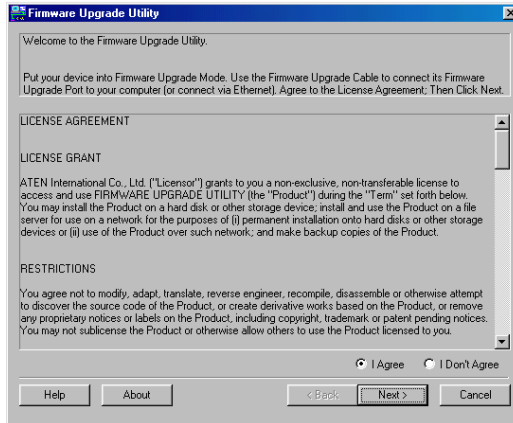 Firmware Upgrade Utility
Welcome to the Firmware Upgrade Utility.
Put your device into Firmware Upgrade Mode. Use the Firmware Upgrade Cable to connect its Firmware
Upgrade Port to your computer (or connect via Ethernet). Agree to the License Agreement; Then Click Next.
LICENSE AGREEMENT
LICENSE GRANT
ATEN International Co., Ltd. ("Licensor") grants to you a non-exclusive, non-transferable license to
access and use FIRMWARE UPGRADE UTILITY (the "Product") during the "Term" set forth below.
You may install the Product on a hard disk or other storage device; install and use the Product on a file
server for use on a network for the purposes of (i) permanent installation onto hard disks or other storage
devices or (ii) use of the Product over such network; and make backup copies of the Product.
RESTRICTIONS
You agree not to modify, adapt, translate, reverse engineer, recompile, disassemble or otherwise attempt
to discover the source code of the Product, or create derivative works based on the Product, or remove
any proprietary notices or labels on the Product, including copyright, trademark or patent pending notices.
You may not sublicense the Product or otherwise allow others to use the Product licensed to you.
I Agree I Don't Agree
Help About < Back Next > Cancel